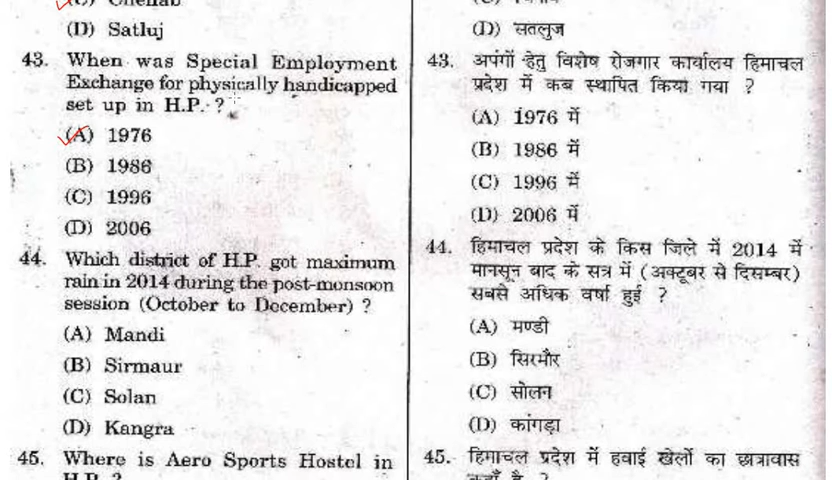 (D) Satluj
43. When was Special Employment
Exchange for physically handicapped
set up in H.P. ?
(A) 1976
(B) 1986
(C) 1996
(D) 2006
44. Which district of H.P. got maximum
rain in 2014 during the post-monsoon
session (October to December) ?
(A) Mandi
(B) Sirmaur
(C) Solan
(D) Kangra
45. Where is Aero Sports Hostel in
H.P. ?
(D) सतलुज
43. अपंगों हेतु विशेष रोजगार कार्यालय हिमाचल
प्रदेश में कब स्थापित किया गया ?
(A) 1976 में
(B) 1986 में
(C) 1996 में
(D) 2006 में
44. हिमाचल प्रदेश के किस जिले में 2014 में
मानसून बाद के सत्र में (अक्टूबर से दिसम्बर)
सबसे अधिक वर्षा हुई ?
(A) मण्डी
(B) सिरमौर
(C) सोलन
(D) कांगड़ा
45. हिमाचल प्रदेश में हवाई खेलों का छात्रावास